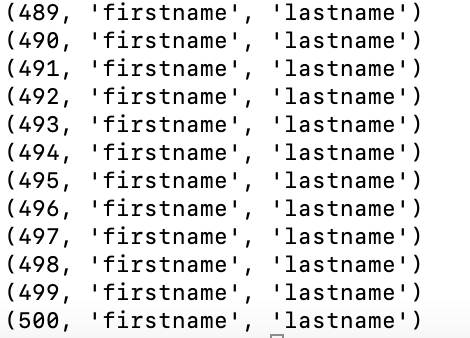 (489, 'firstname', 'lastname')
(490, 'firstname', 'lastname')
(491, 'firstname', 'lastname')
(492, 'firstname', 'lastname')
(493, 'firstname', 'lastname')
(494, 'firstname', 'lastname')
(495, 'firstname', 'lastname')
(496, 'firstname', 'lastname')
(497, 'firstname', 'lastname')
(498, 'firstname', 'lastname')
(499, 'firstname', 'lastname')
(500, 'firstname', 'lastname')